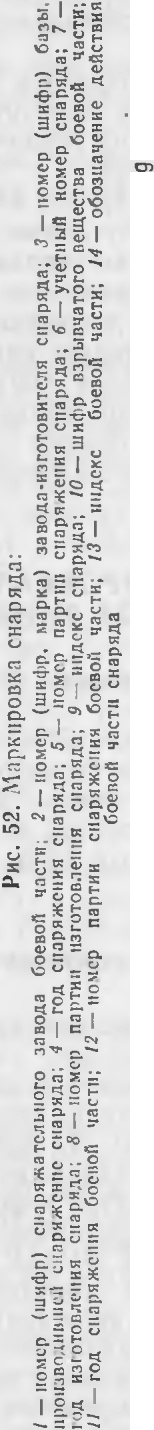 Рис. 52. Маркировка снаряда:
1 — номер (шифр) снаряжательного завода боевой части; 2 — номер (шифр, марка) завода-изготовителя снаряда; 3 — номер (шифр) базы,
производившей снаряжение снаряда; 4 — год снаряжения снаряда; 5 — номер партии снаряжения снаряда; 6 — учетный номер снаряда; 7 —
год изготовления снаряда; 8 — номер партии изготовления снаряда; 9 — индекс снаряда; 10 — шифр взрывчатого вещества боевой части;
11 — год снаряжения боевой части; 12 — номер партии снаряжения боевой части; 13 — индекс боевой части; 14 — обозначение действия
боевой части снаряда
9